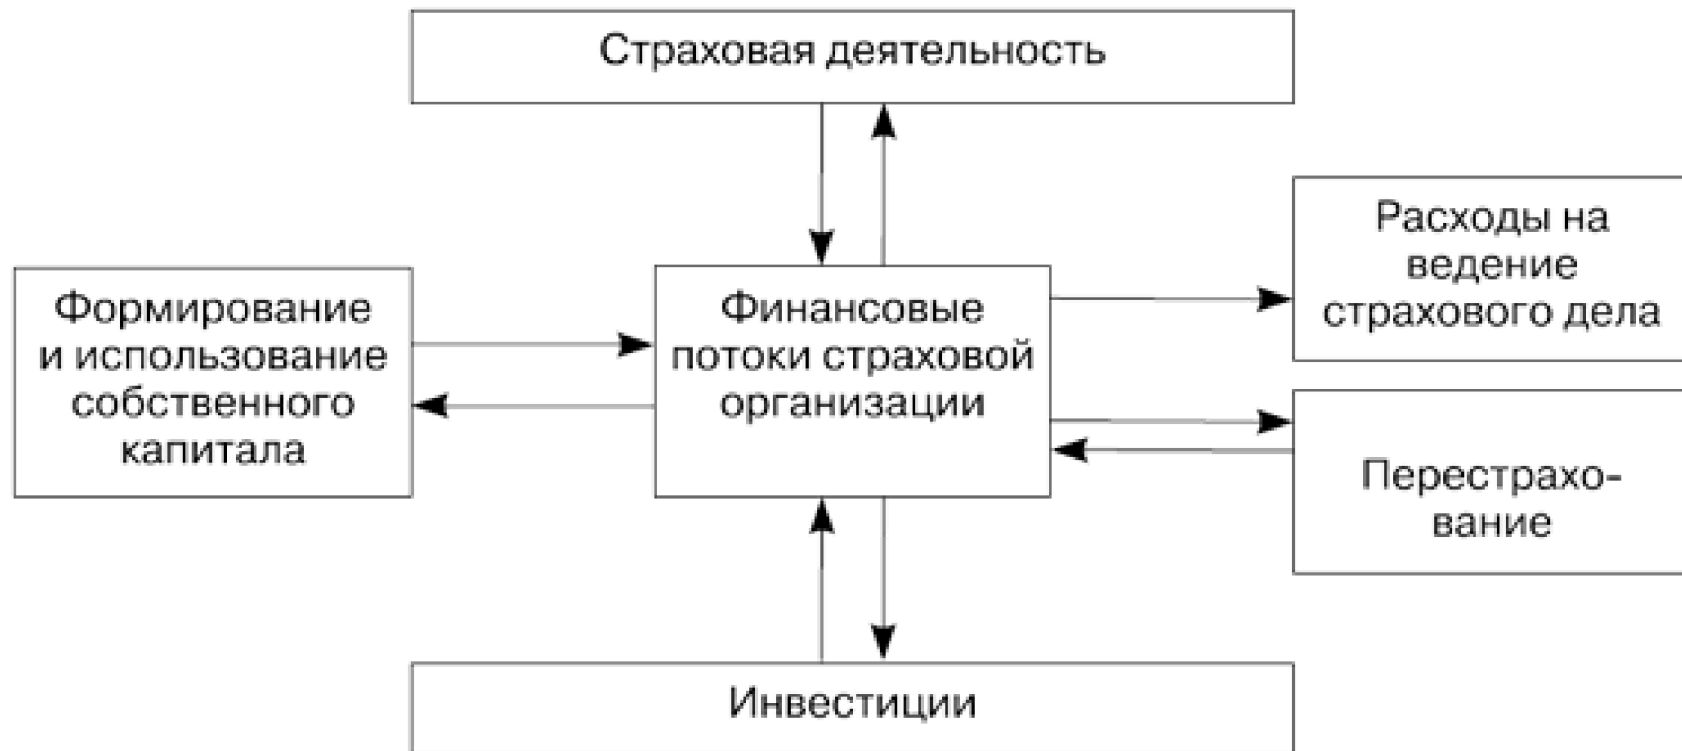 Страховая деятельность
Расходы на
ведение
страхового дела
Формирование
и использование
собственного
капитала
Финансовые
потоки страховой
организации
Перестрахо-
вание
Инвестиции